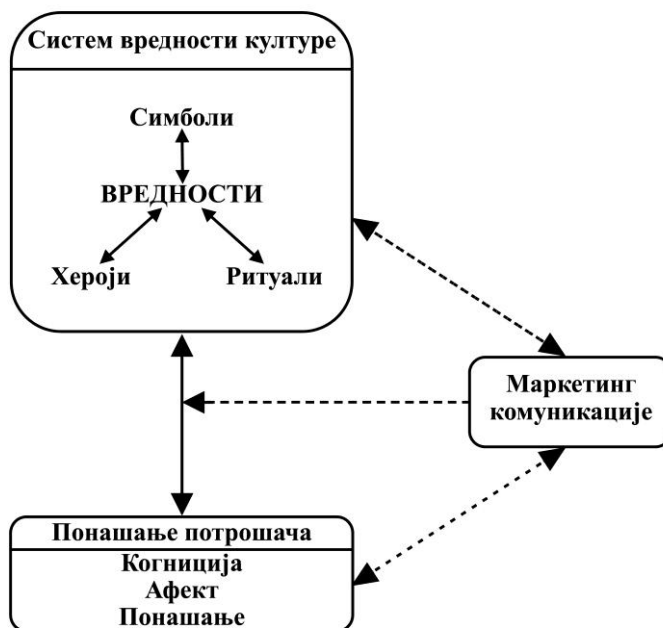 Систем вредности културе
Симболи
ВРЕДНОСТИ
Хероји
Ритуали
Маркетинг
комуникације
Понашање потрошача
Когниција
Афект
Понашање